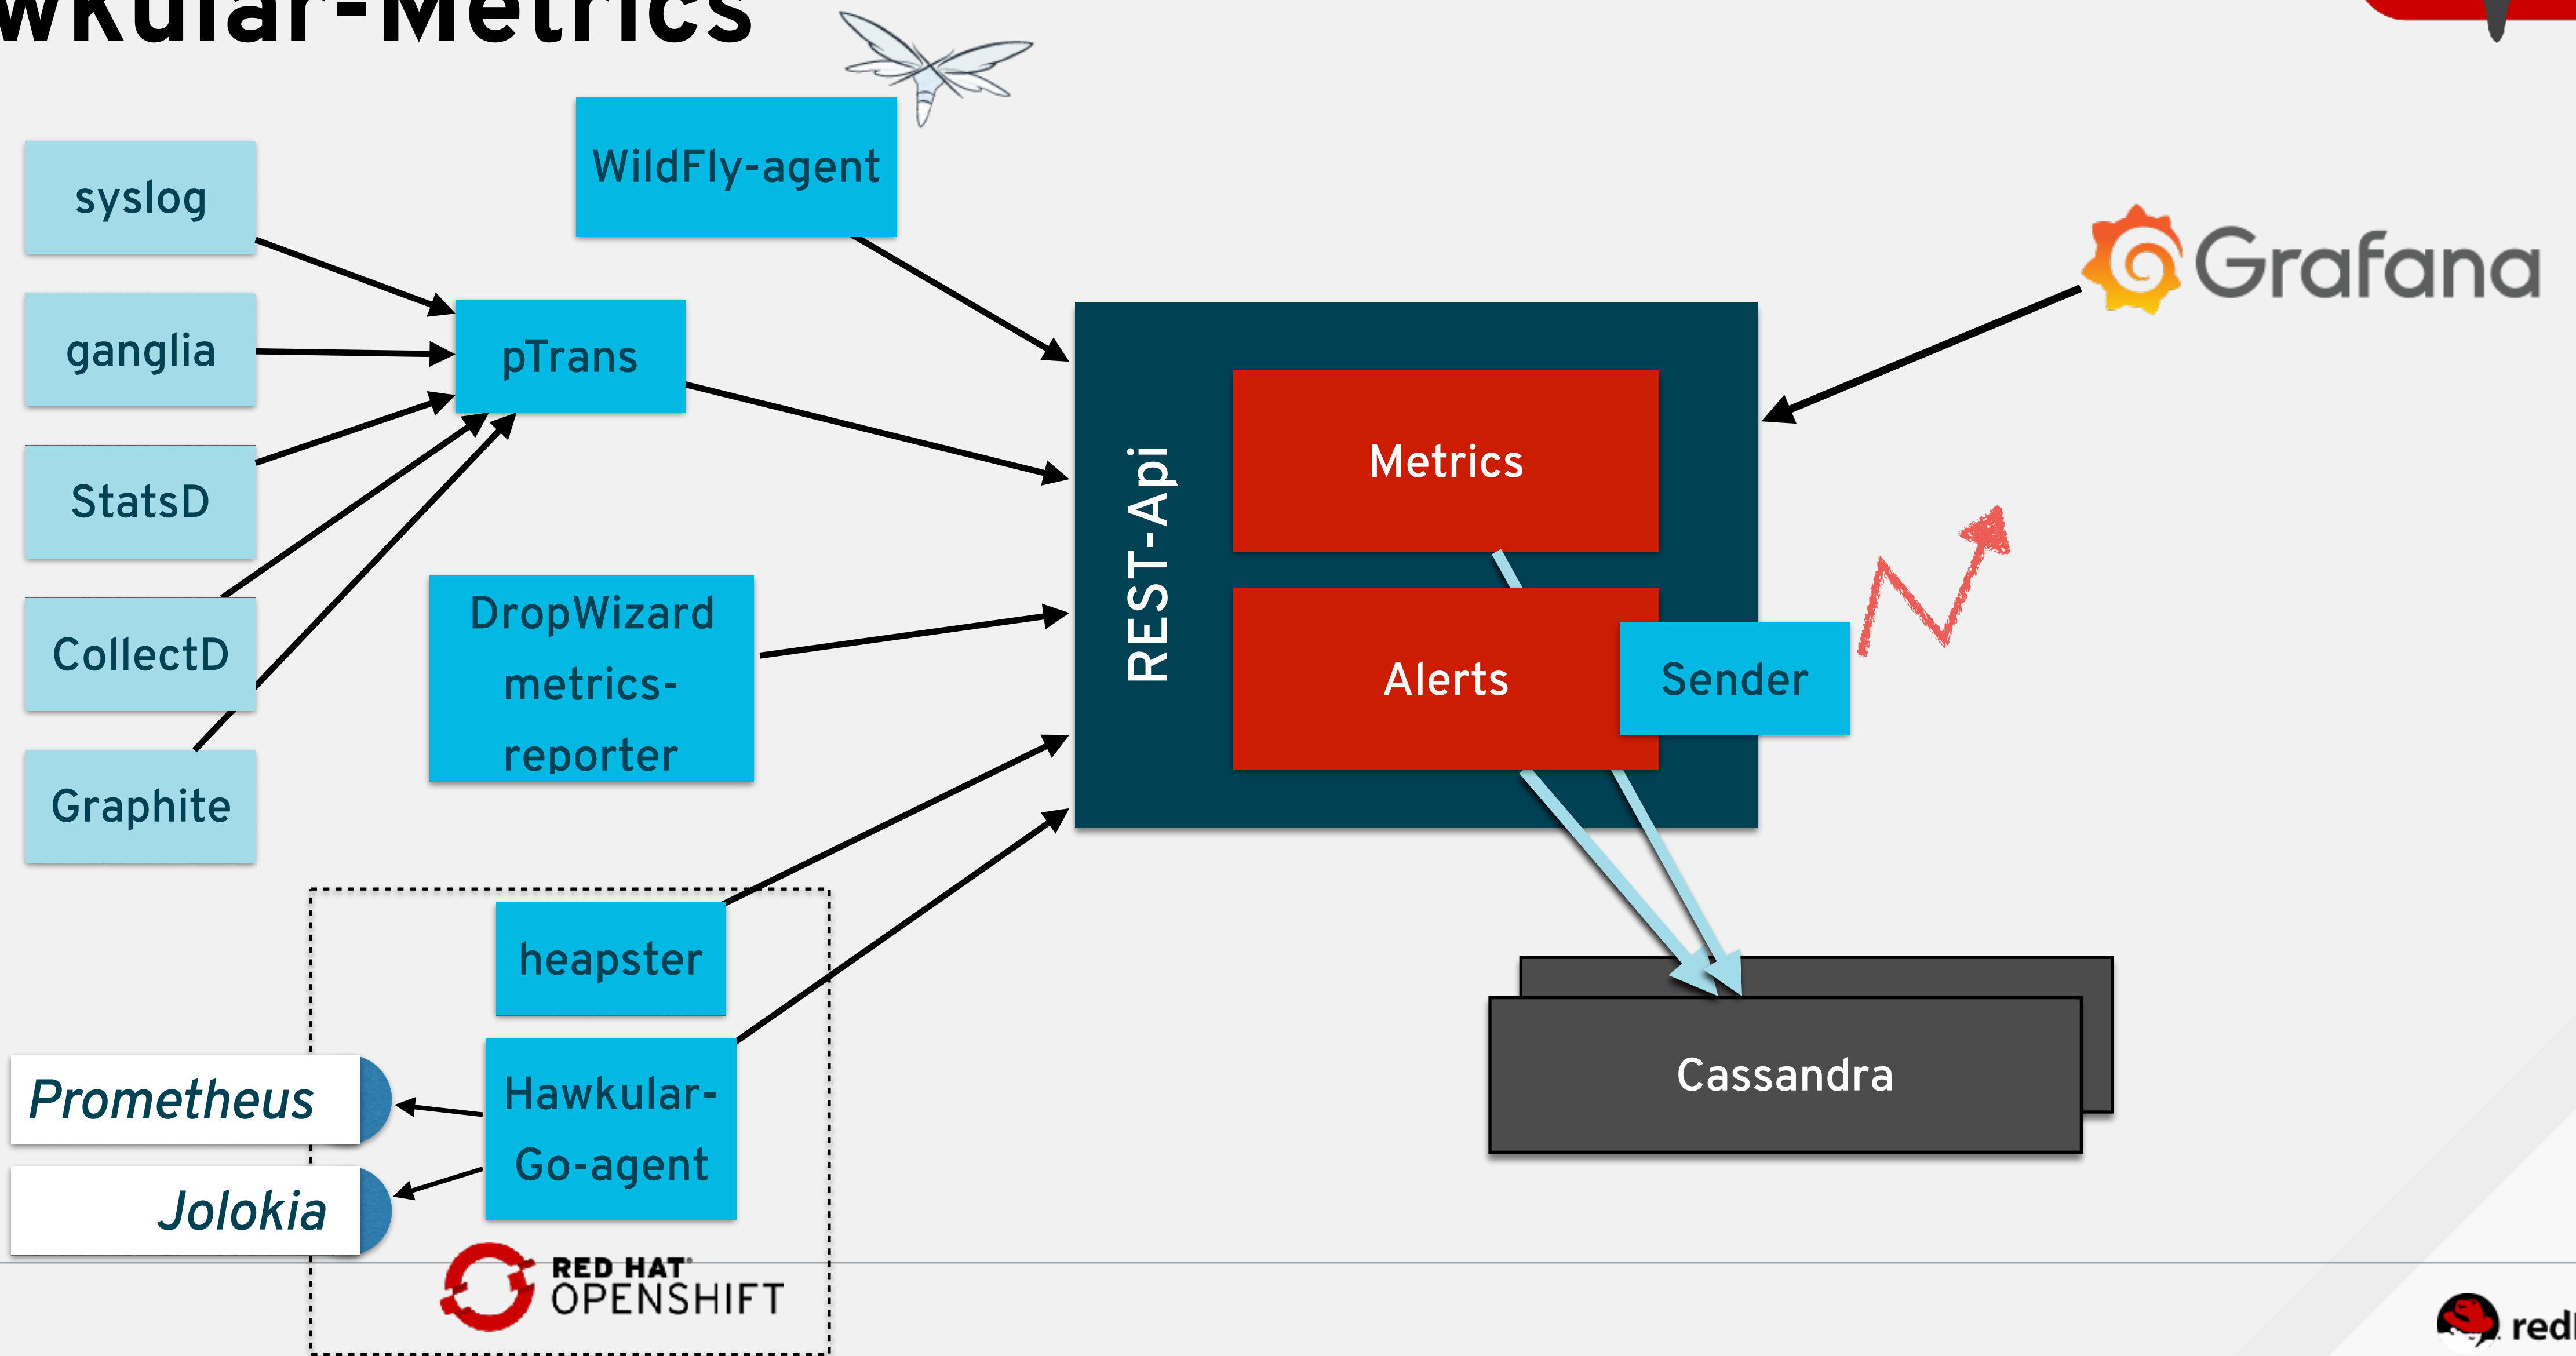 wkular-Metrics
WildFly-agent
syslog
ganglia
pTrans
StatsD
CollectD
Graphite
DropWizard
metrics-
reporter
REST-Api
Metrics
Alerts
Sender
Grafana
heapster
Hawkular-
Go-agent
Prometheus
Jolokia
RED HAT®
OPENSHIFT
Cassandra
red